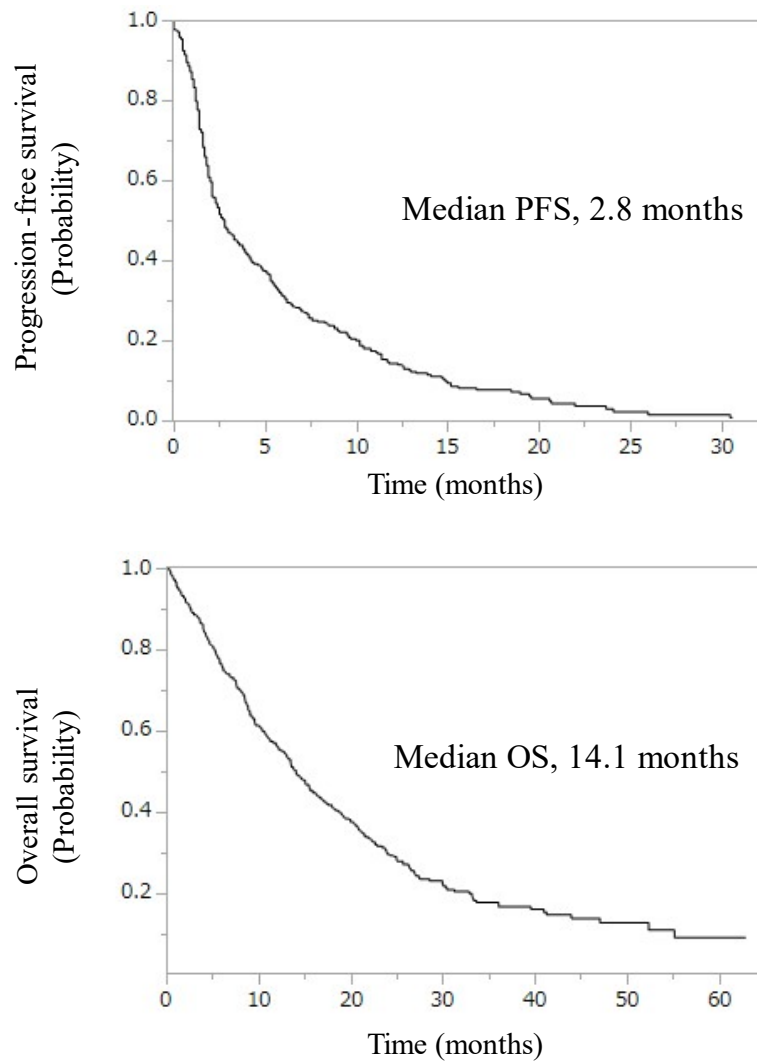 Progression-free survival
(Probability)
1.0
0.8
0.6
0.4
0.2
0.0
Median PFS, 2.8 months
0 5 10 15 20 25 30
Time (months)
Overall survival
(Probability)
1.0
0.8
0.6
0.4
0.2
Median OS, 14.1 months
0 10 20 30 40 50 60
Time (months)